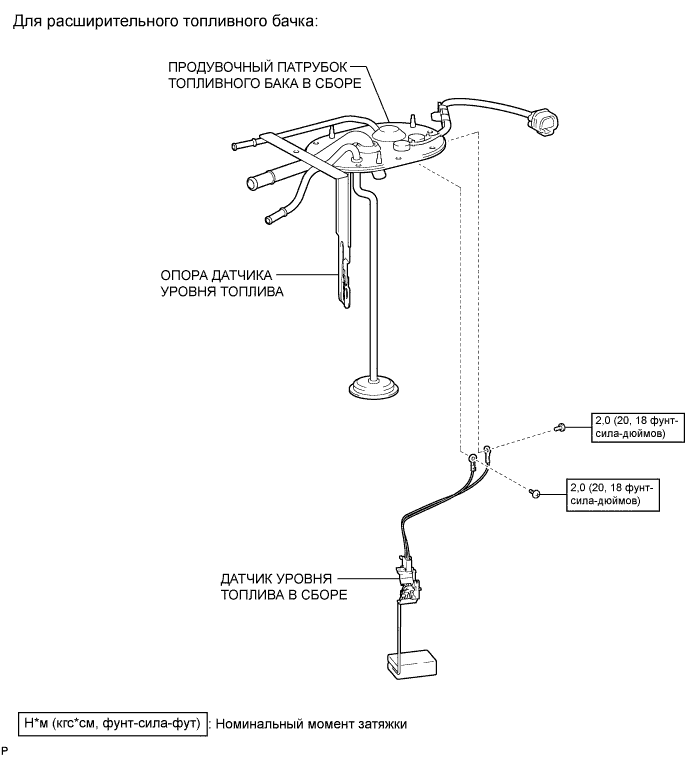 Для расширительного топливного бачка:
ПРОДУВОЧНЫЙ ПАТРУБОК
ТОПЛИВНОГО БАКА В СБОРЕ
ОПОРА ДАТЧИКА
УРОВНЯ ТОПЛИВА
2,0 (20, 18 фунт-
сила-дюймов)
2,0 (20, 18 фунт-
сила-дюймов)
ДАТЧИК УРОВНЯ
ТОПЛИВА В СБОРЕ
Н*м (кгс*см, фунт-сила-фут) : Номинальный момент затяжки
P